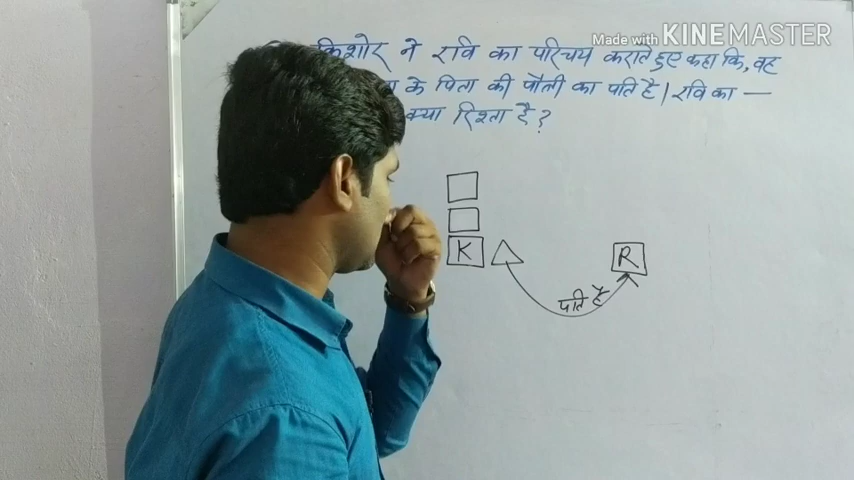 Made with KINEMASTER
किशोर ने रवि का परिचय कराते हुए कहा कि, वह
के पिता की पौत्री का पति है। रवि का —
क्या रिश्ता है?
K
R
पति है